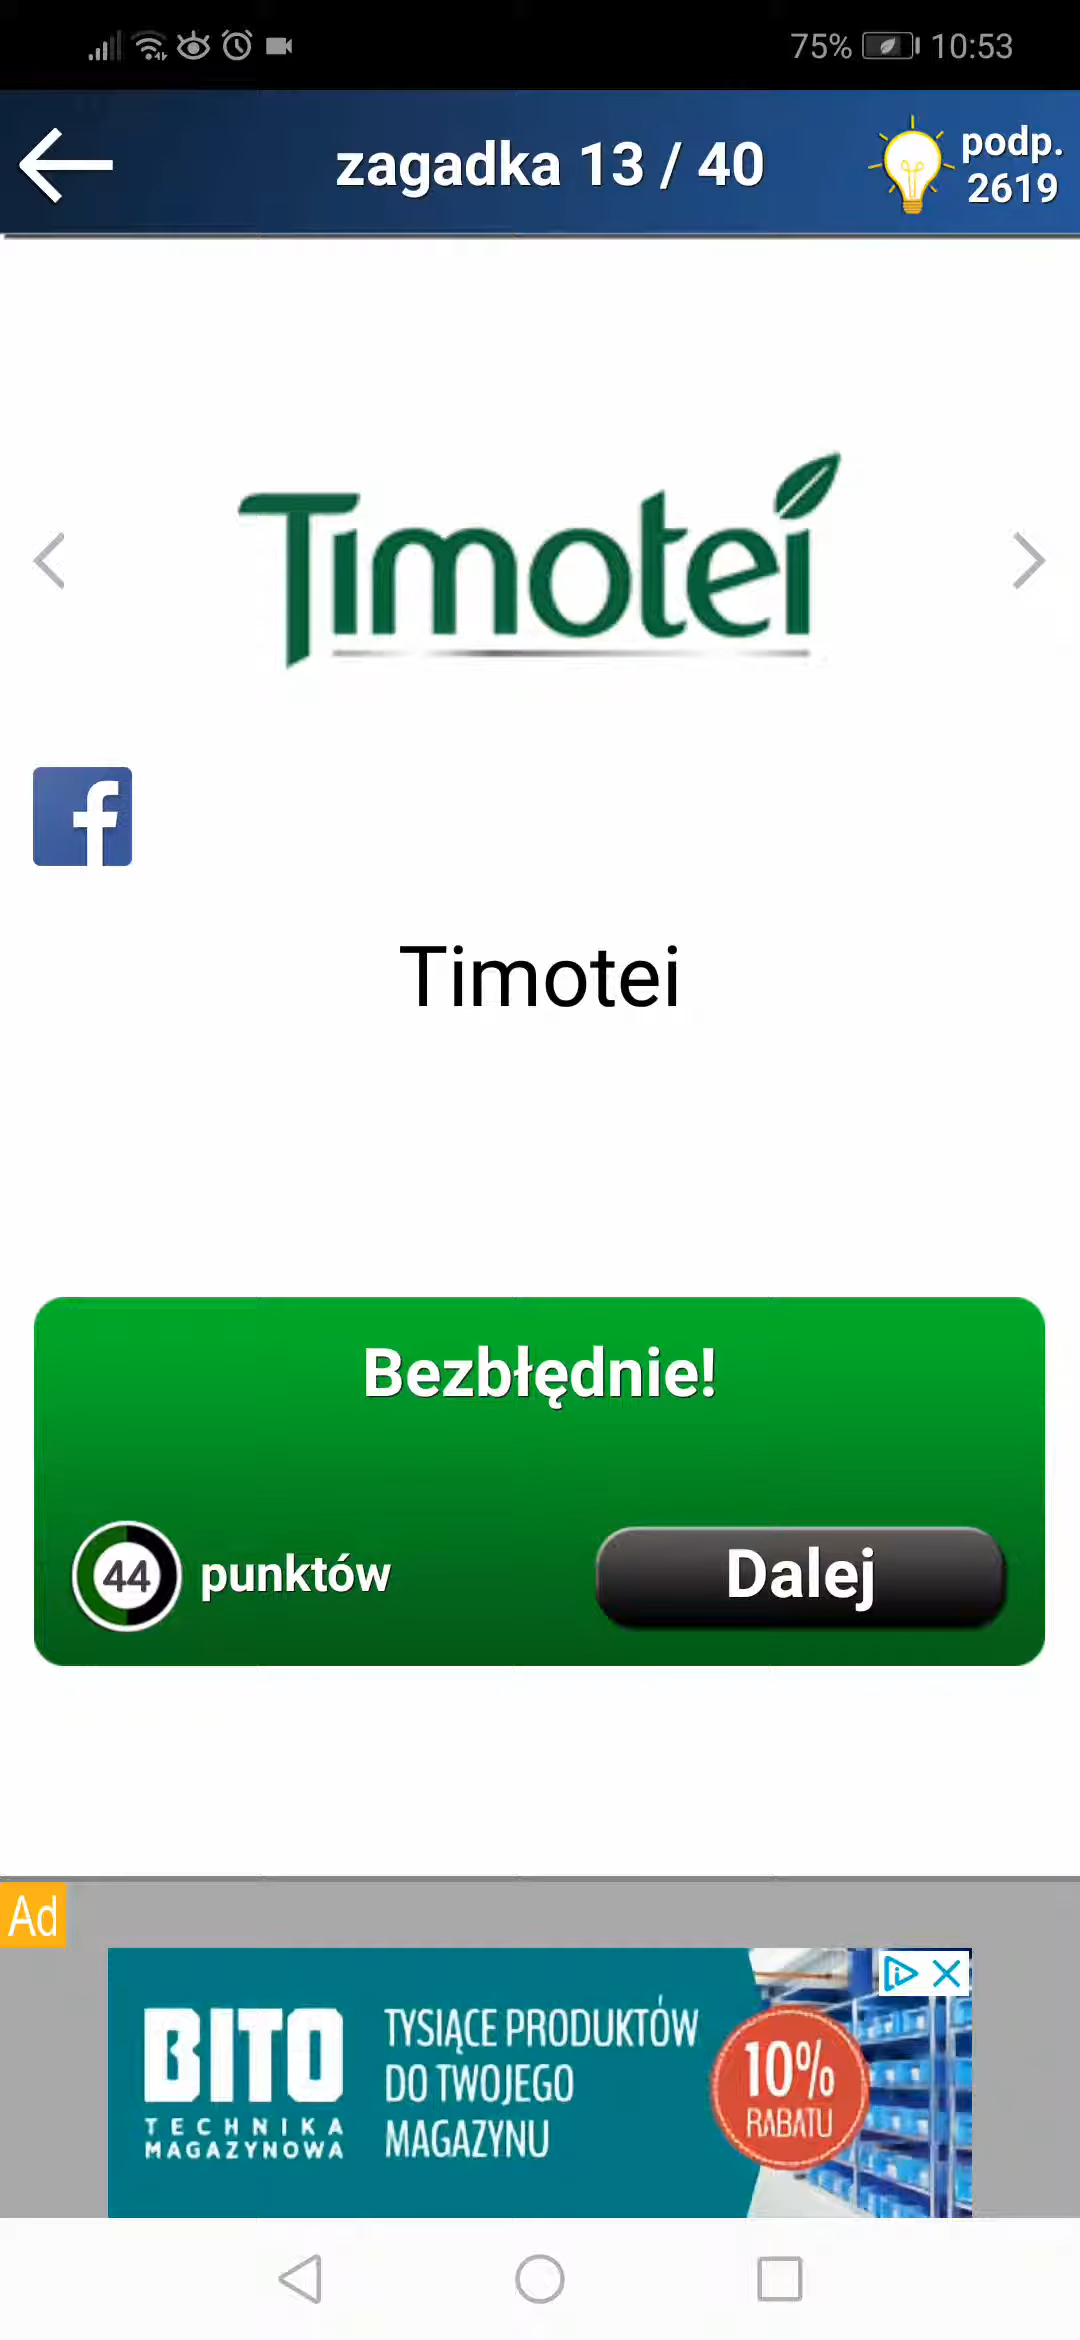 75% 10:53
zagadka 13 / 40
podp.
2619
Timotei
f
Timotei
Bezbłędnie!
44 punktów
Dalej
Ad
BITO
TECHNIKA
MAGAZYNOWA
TYSIĄCE PRODUKTÓW
DO TWOJEGO
MAGAZYNU
10%
RABATU